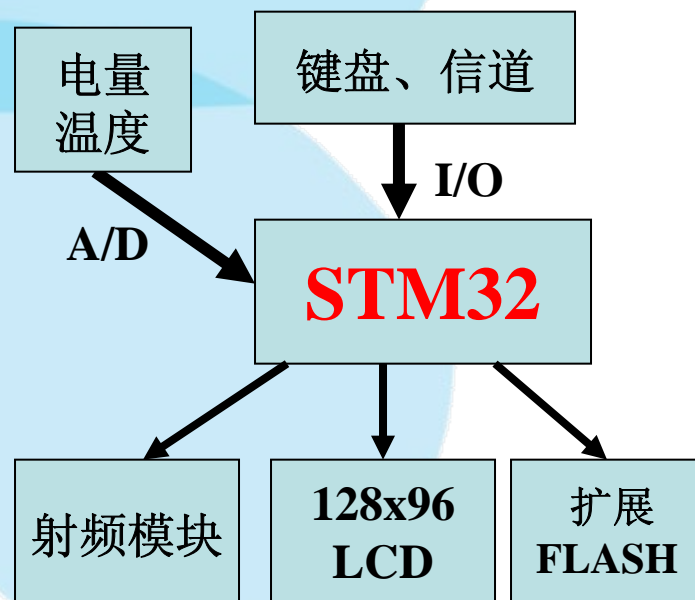 电量
温度
键盘、信道
I/O
A/D
STM32
射频模块
128x96
LCD
扩展
FLASH